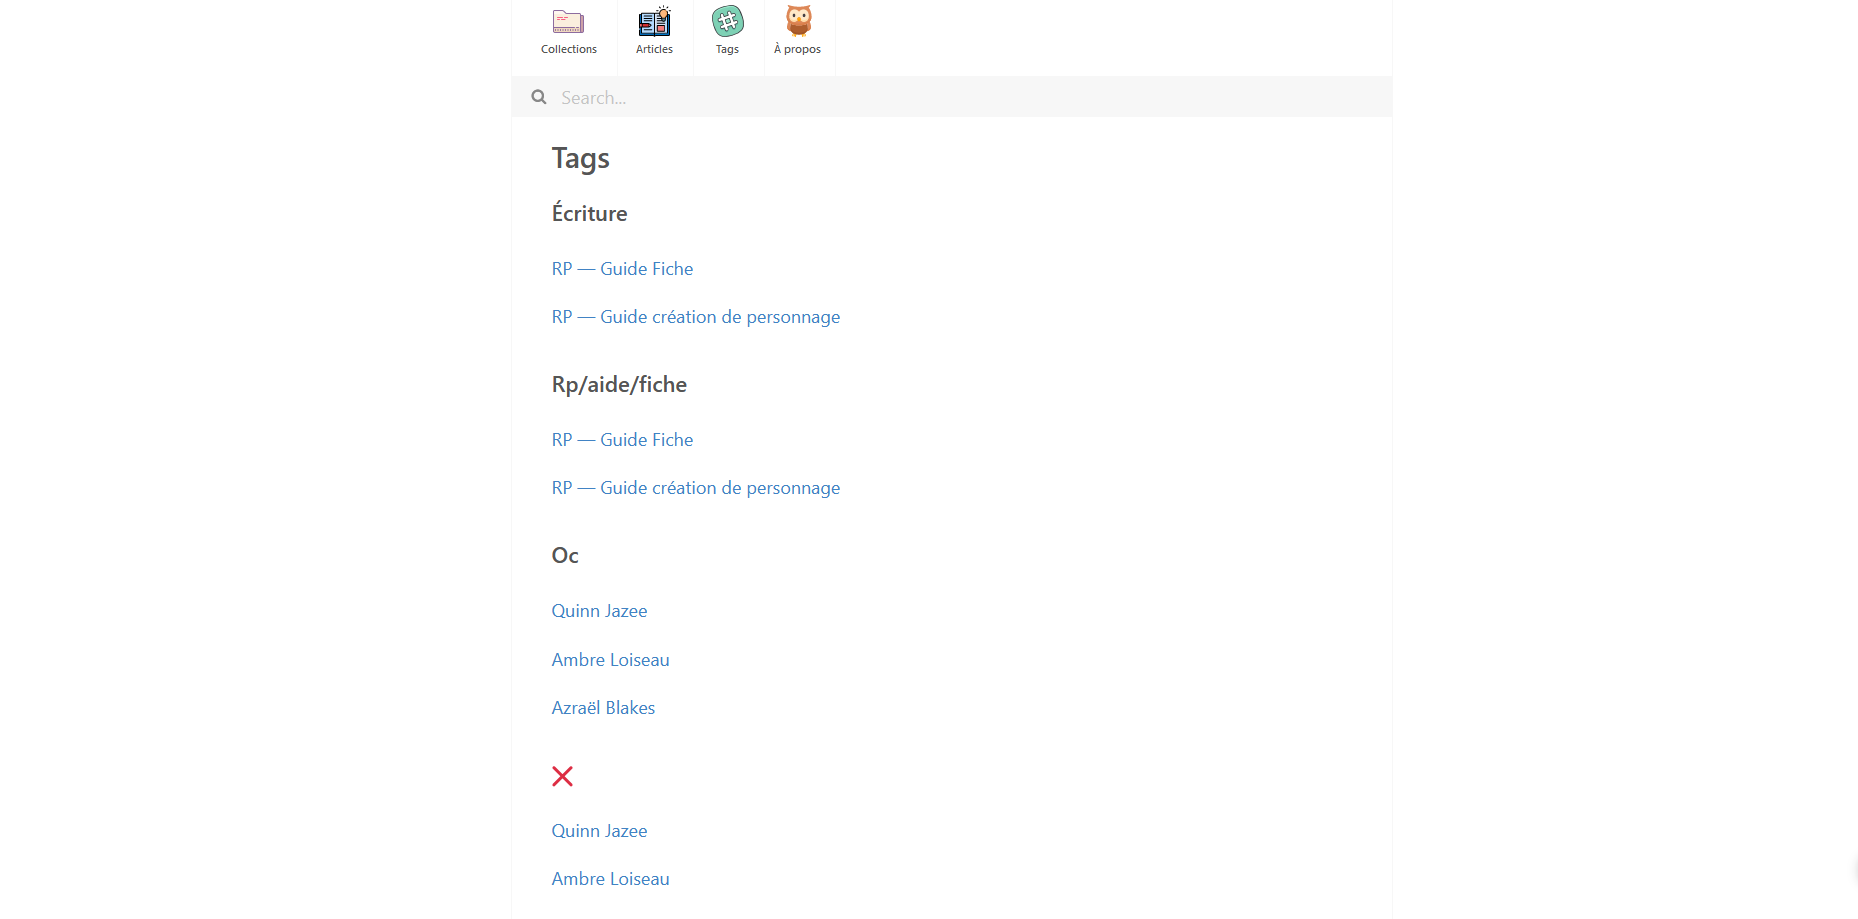 Collections
Articles
Tags
À propos
Search...
Tags
Écriture
RP — Guide Fiche
RP — Guide création de personnage
Rp/aide/fiche
RP — Guide Fiche
RP — Guide création de personnage
Oc
Quinn Jazee
Ambre Loiseau
Azraël Blakes
Quinn Jazee
Ambre Loiseau